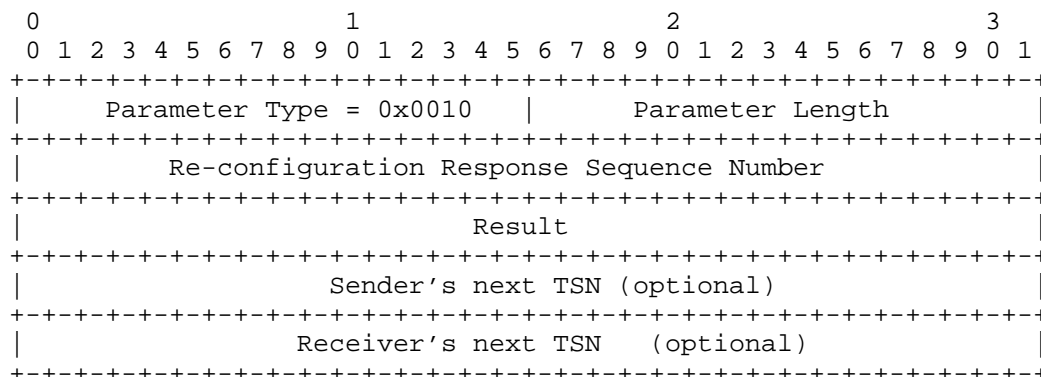 0                   1                   2                   3
0 1 2 3 4 5 6 7 8 9 0 1 2 3 4 5 6 7 8 9 0 1 2 3 4 5 6 7 8 9 0 1
+-+-+-+-+-+-+-+-+-+-+-+-+-+-+-+-+-+-+-+-+-+-+-+-+-+-+-+-+-+-+-+-+
|     Parameter Type = 0x0010   |      Parameter Length         |
+-+-+-+-+-+-+-+-+-+-+-+-+-+-+-+-+-+-+-+-+-+-+-+-+-+-+-+-+-+-+-+-+
|         Re-configuration Response Sequence Number             |
+-+-+-+-+-+-+-+-+-+-+-+-+-+-+-+-+-+-+-+-+-+-+-+-+-+-+-+-+-+-+-+-+
|                            Result                             |
+-+-+-+-+-+-+-+-+-+-+-+-+-+-+-+-+-+-+-+-+-+-+-+-+-+-+-+-+-+-+-+-+
|                   Sender's next TSN (optional)                |
+-+-+-+-+-+-+-+-+-+-+-+-+-+-+-+-+-+-+-+-+-+-+-+-+-+-+-+-+-+-+-+-+
|                 Receiver's next TSN   (optional)              |
+-+-+-+-+-+-+-+-+-+-+-+-+-+-+-+-+-+-+-+-+-+-+-+-+-+-+-+-+-+-+-+-+